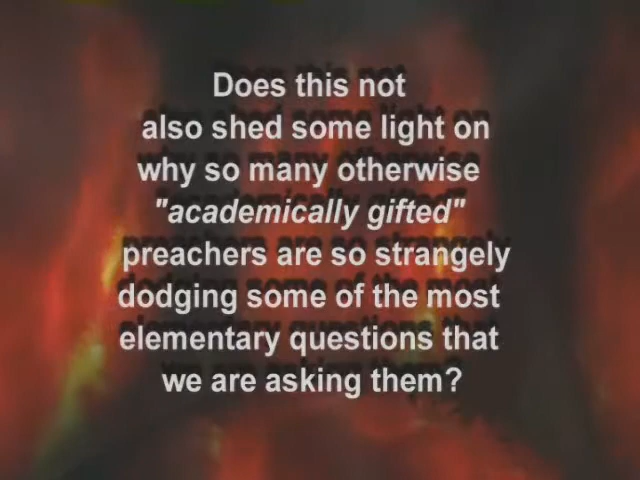 Does this not
also shed some light on
why so many otherwise
"academically gifted"
preachers are so strangely
dodging some of the most
elementary questions that
we are asking them?